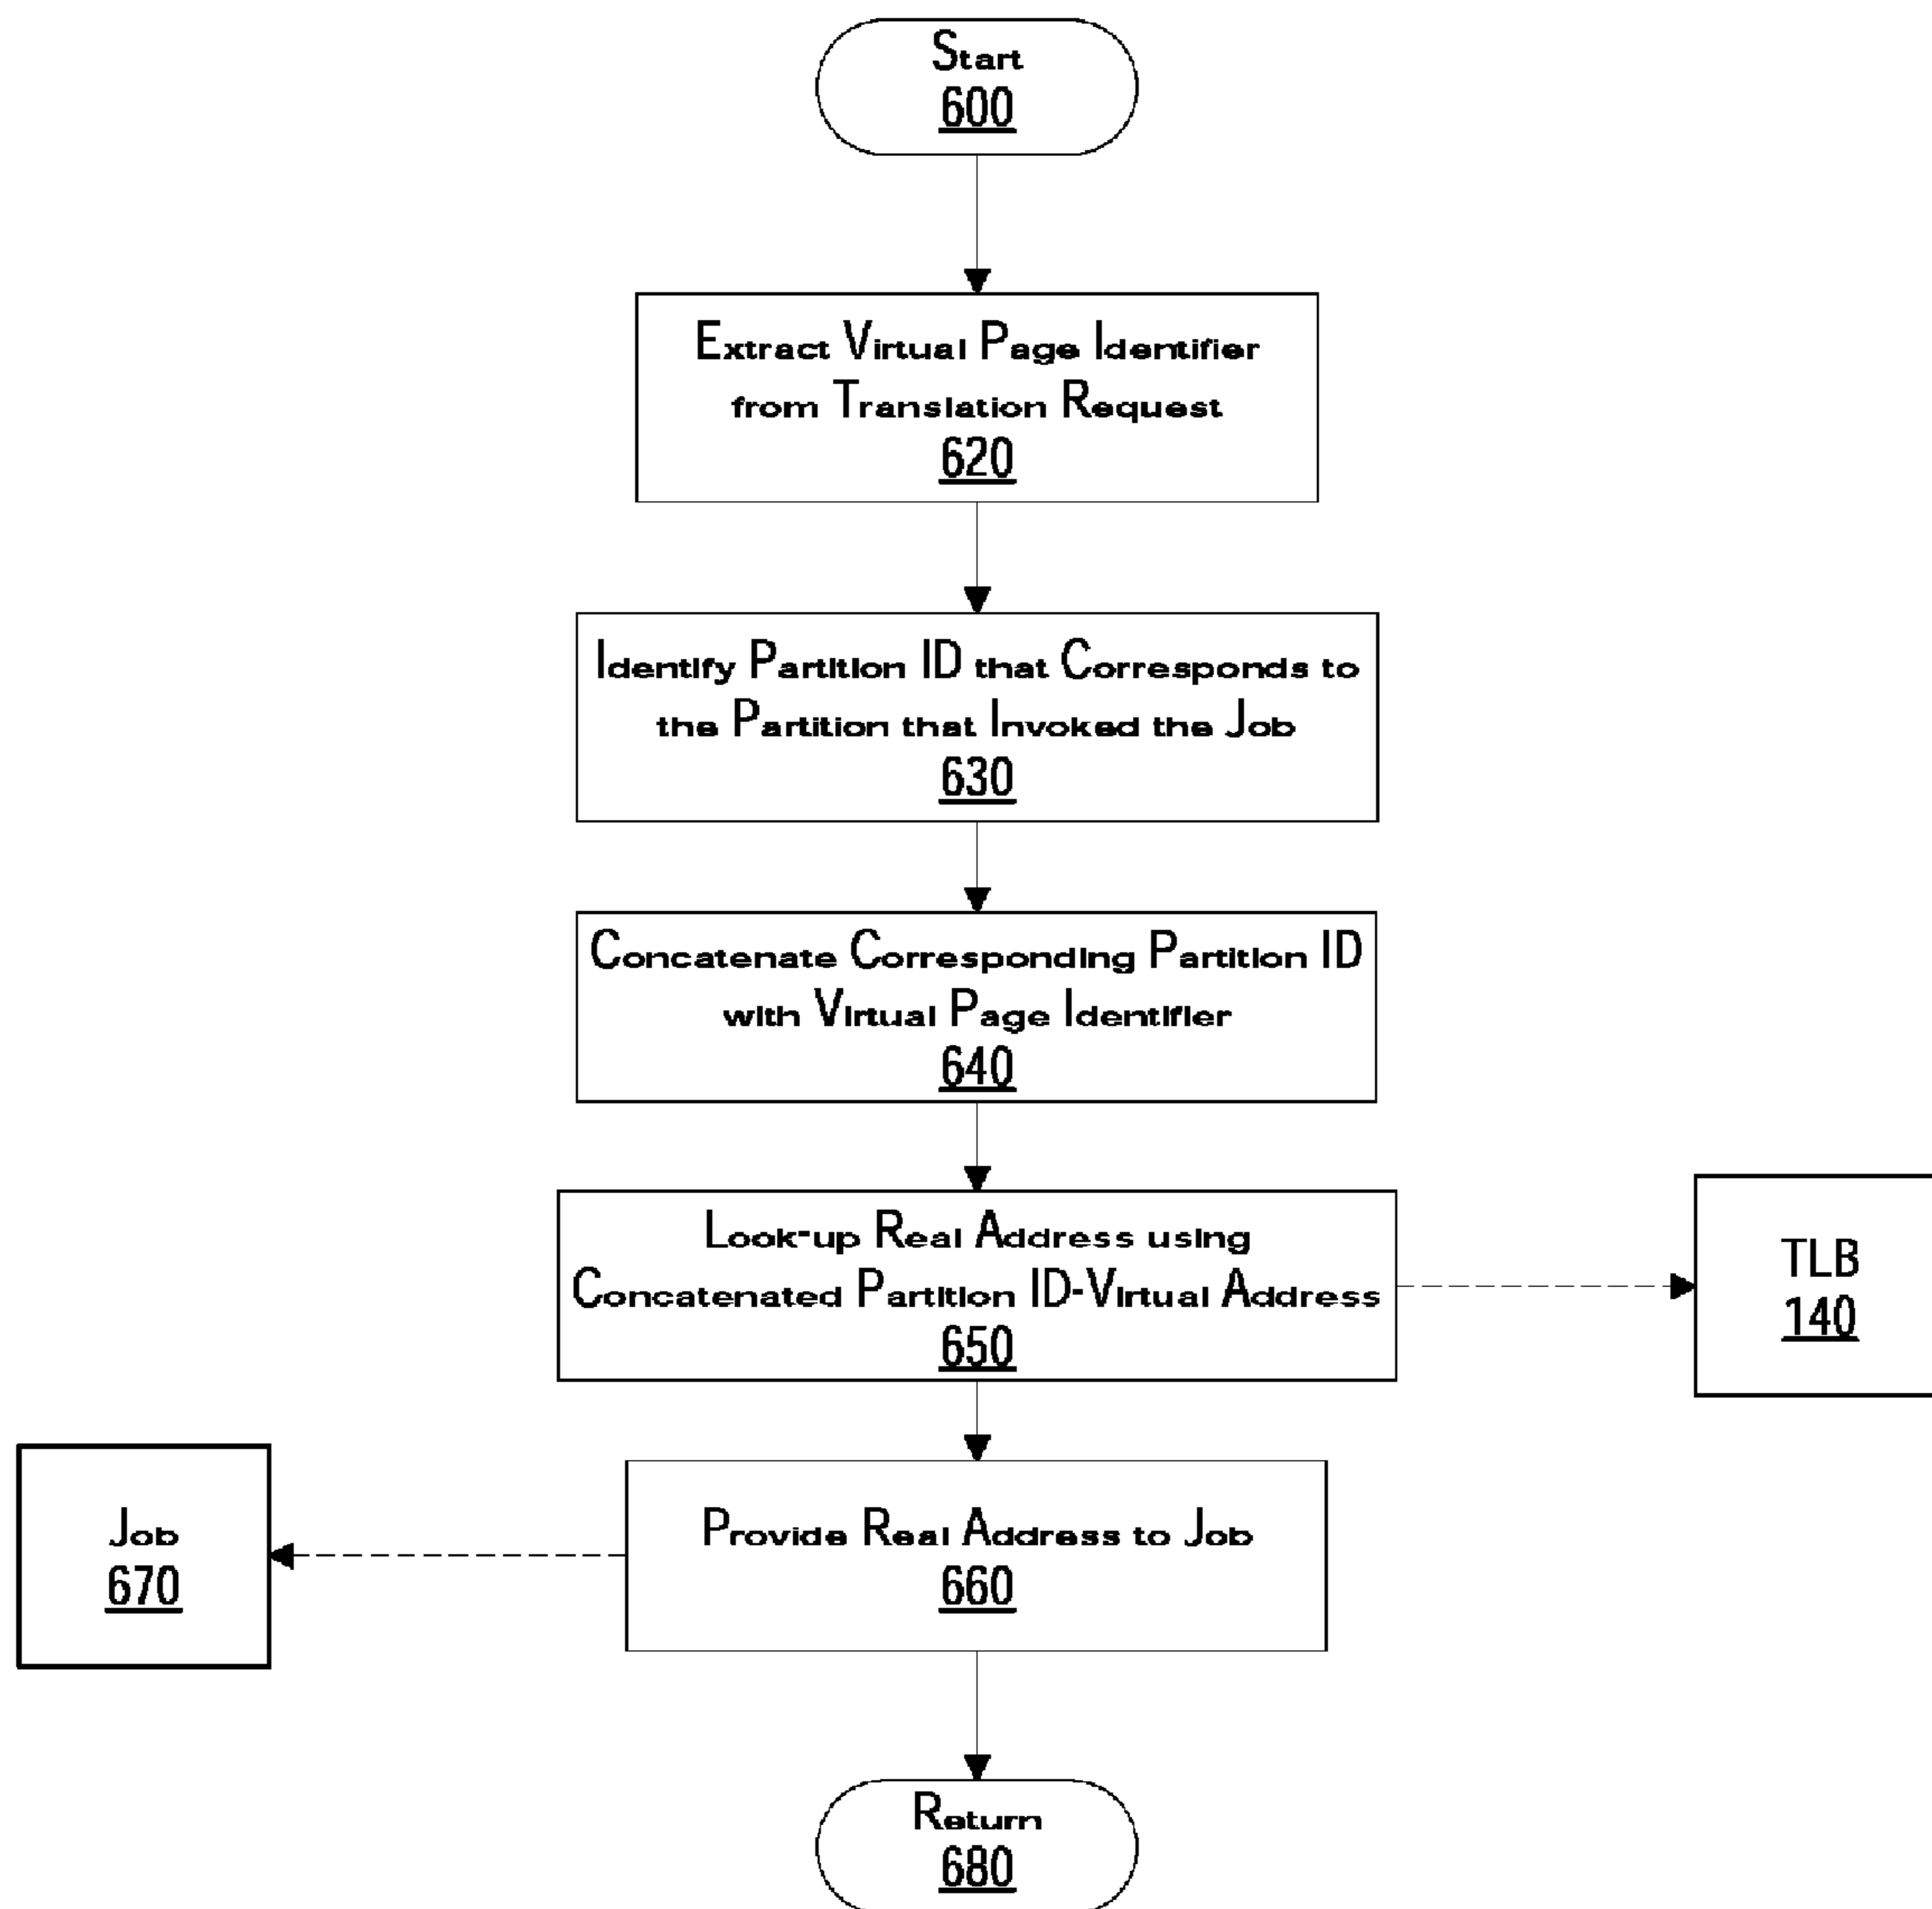 Start
600
Extract Virtual Page Identifier
from Translation Request
620
Identify Partition ID that Corresponds to
the Partition that Invoked the Job
630
Concatenate Corresponding Partition ID
with Virtual Page Identifier
640
Look-up Real Address using
Concatenated Partition ID-Virtual Address
650
TLB
140
Provide Real Address to Job
660
Job
670
Return
680